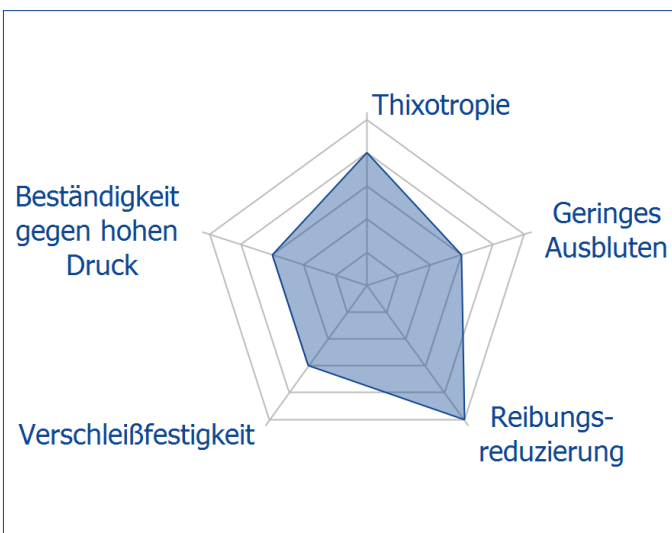 Thixotropie
Geringes
Ausbluten
Reibungs-
reduzierung
Verschleißfestigkeit
Beständigkeit
gegen hohen
Druck